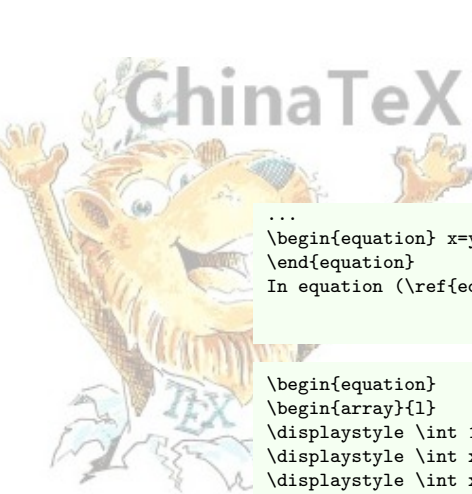 ChinaTeX
...
\begin{equation} x=y
\end{equation}
In equation (\ref{e
TEX
\begin{equation}
\begin{array}{l}
\displaystyle \int
\displaystyle \int x
\displaystyle \int x